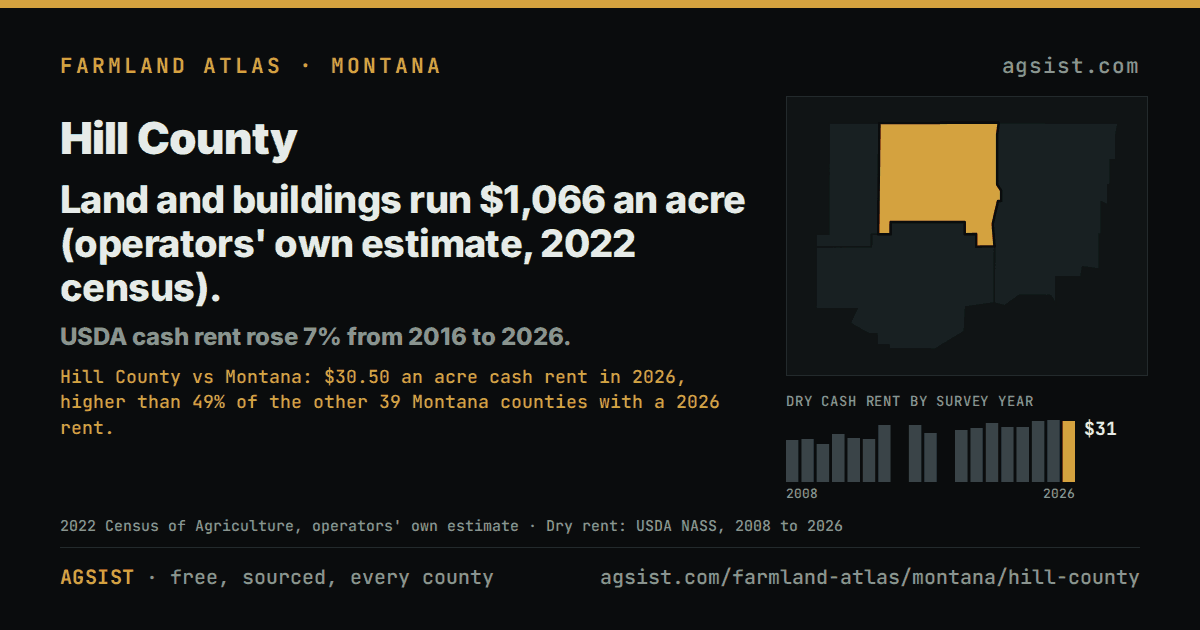 FARMLAND ATLAS · MONTANA
agsist.com
Hill County
Land and buildings run $1,066 an acre
(operators' own estimate, 2022
census).
USDA cash rent rose 7% from 2016 to 2026.
Hill County vs Montana: $30.50 an acre cash rent in 2026,
higher than 49% of the other 39 Montana counties with a 2026
rent.
DRY CASH RENT BY SURVEY YEAR
$31
2008
2026
2022 Census of Agriculture, operators' own estimate · Dry rent: USDA NASS, 2008 to 2026
AGSIST · free, sourced, every county
agsist.com/farmland-atlas/montana/hill-county